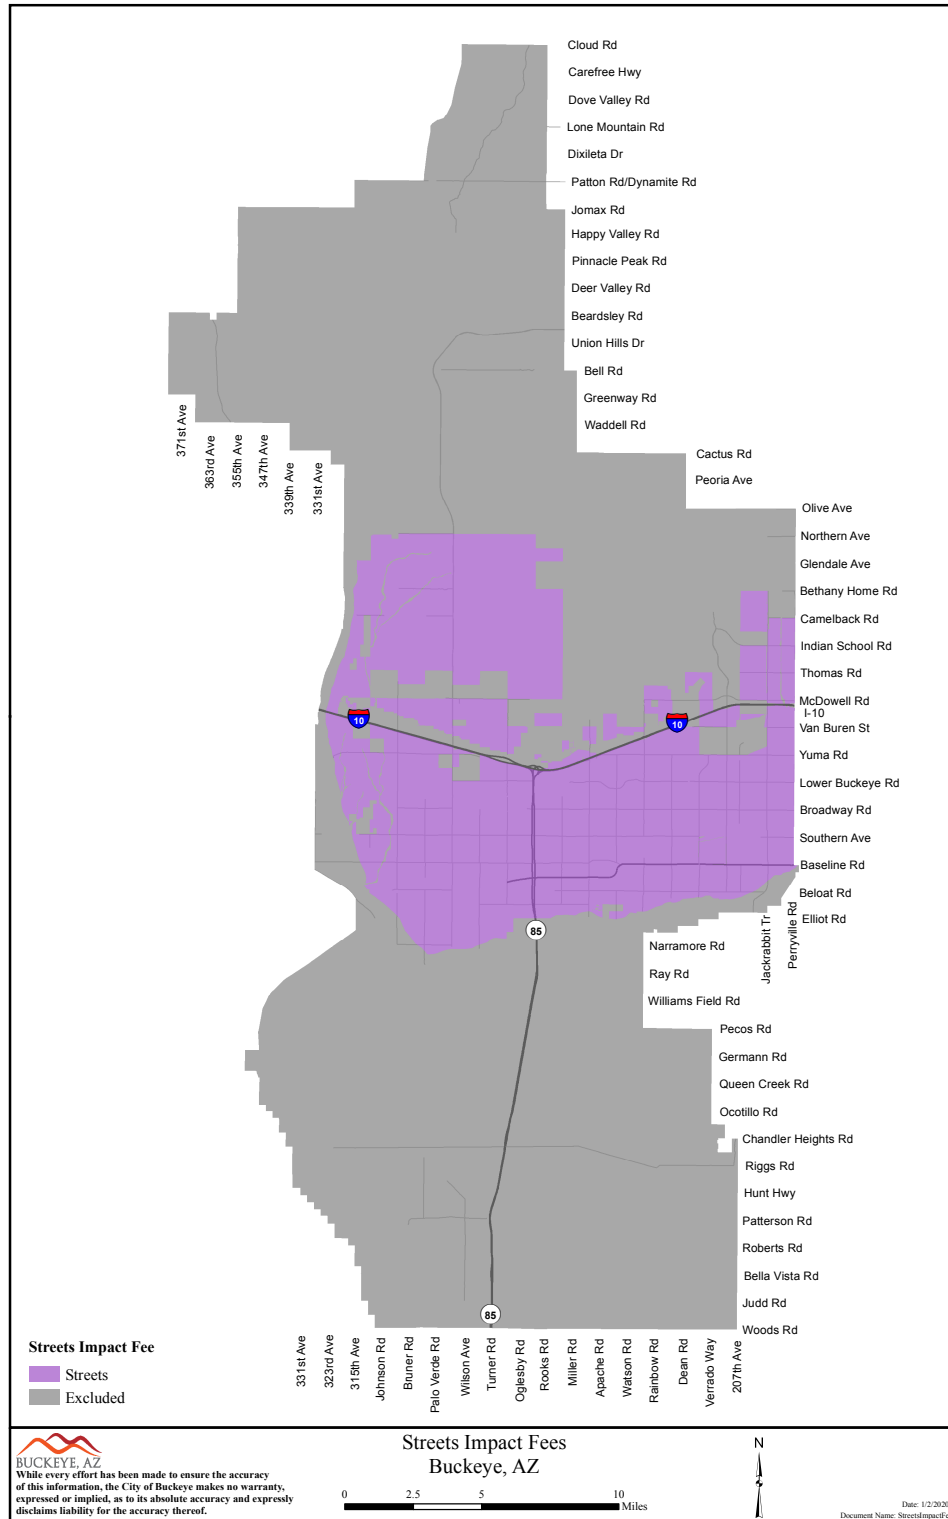 Cloud Rd
Carefree Hwy
Dove Valley Rd
Lone Mountain Rd
Dixileta Dr
Patton Rd/Dynamite Rd
Jomax Rd
Happy Valley Rd
Pinnacle Peak Rd
Deer Valley Rd
Beardsley Rd
Union Hills Dr
Bell Rd
Greenway Rd
Waddell Rd
371st Ave
363rd Ave
355th Ave
347th Ave
339th Ave
331st Ave
Cactus Rd
Peoria Ave
Olive Ave
Northern Ave
Glendale Ave
Bethany Home Rd
Camelback Rd
Indian School Rd
Thomas Rd
McDowell Rd
I-10
10
10
Van Buren St
Yuma Rd
Lower Buckeye Rd
Broadway Rd
Southern Ave
Baseline Rd
Beloat Rd
Elliot Rd
Jackrabbit Tr
Perryville Rd
85
Narramore Rd
Ray Rd
Williams Field Rd
Pecos Rd
Germann Rd
Queen Creek Rd
Ocotillo Rd
Chandler Heights Rd
Riggs Rd
Hunt Hwy
Patterson Rd
Roberts Rd
Bella Vista Rd
Judd Rd
85
Woods Rd
331st Ave
323rd Ave
315th Ave
Johnson Rd
Bruner Rd
Palo Verde Rd
Wilson Ave
Turner Rd
Oglesby Rd
Rooks Rd
Miller Rd
Apache Rd
Watson Rd
Rainbow Rd
Dean Rd
Verrado Way
207th Ave
Streets Impact Fee
Streets
Excluded
BUCKEYE, AZ
While every effort has been made to ensure the accuracy
of this information, the City of Buckeye makes no warranty,
expressed or implied, as to its absolute accuracy and expressly
disclaims liability for the accuracy thereof.
Streets Impact Fees
Buckeye, AZ
0 2.5 5 10
Miles
N
Date: 1/2/2020
Document Name: StreetsImpactFe